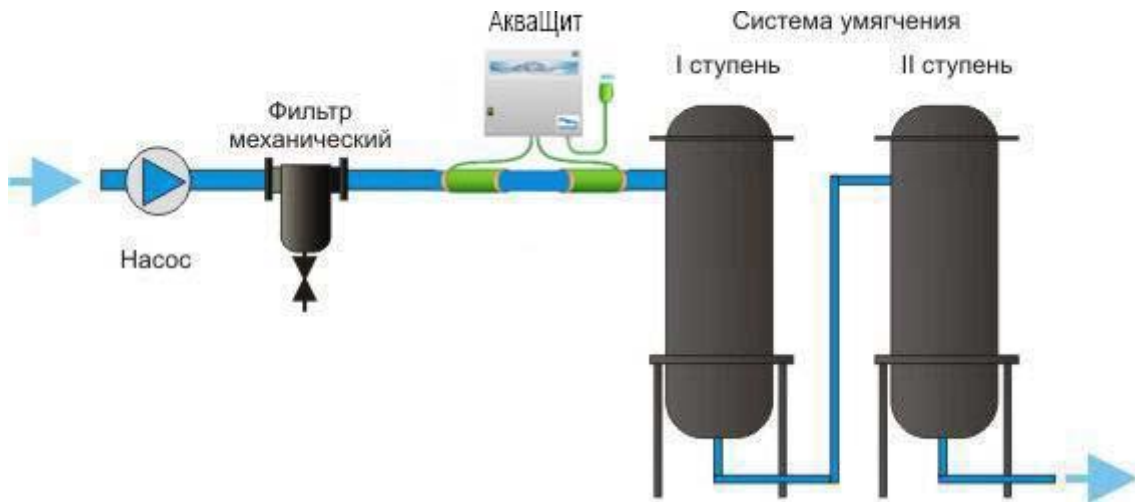 АкваЩит
Система умягчения
I ступень
II ступень
Фильтр
механический
Насос